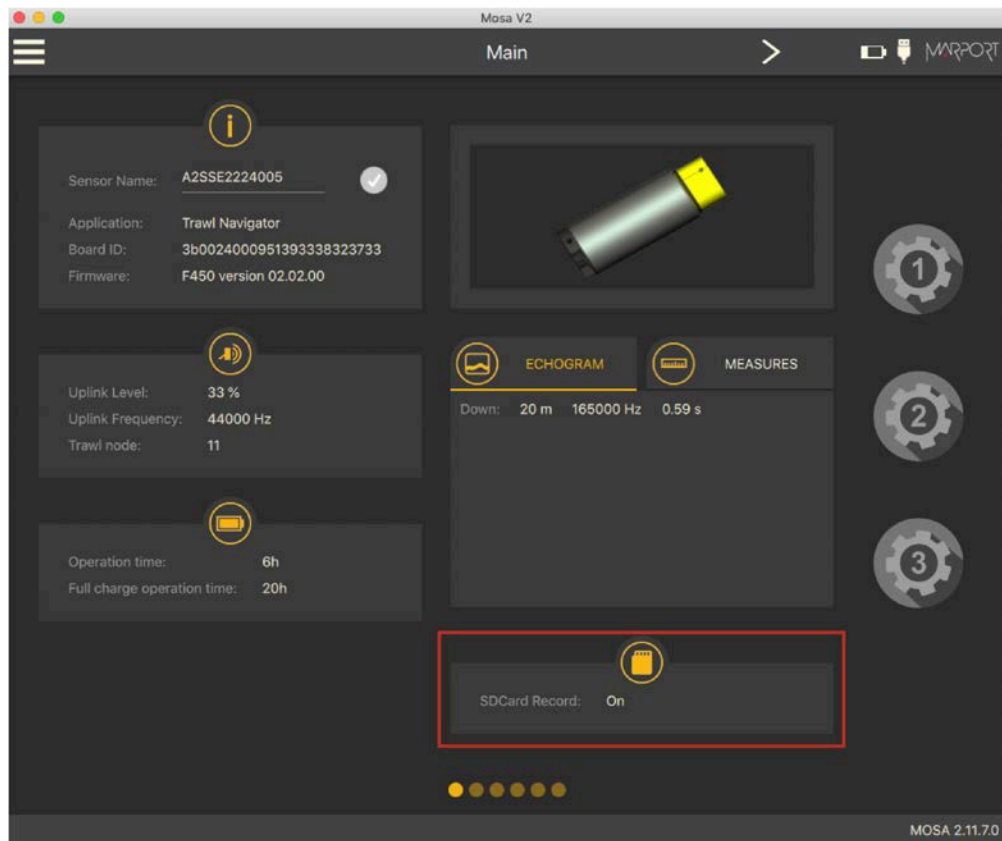 Mosa V2
Main
MARPORT
Sensor Name: A2SSE2224005
Application: Trawl Navigator
Board ID: 3b0024000951393338323733
Firmware: F450 version 02.02.00
Uplink Level: 33 %
Uplink Frequency: 44000 Hz
Trawl node: 11
Operation time: 6h
Full charge operation time: 20h
ECHOGRAM MEASURES
Down: 20 m 165000 Hz 0.59 s
SDCard Record: On
1
2
3
MOSA 2.11.7.0